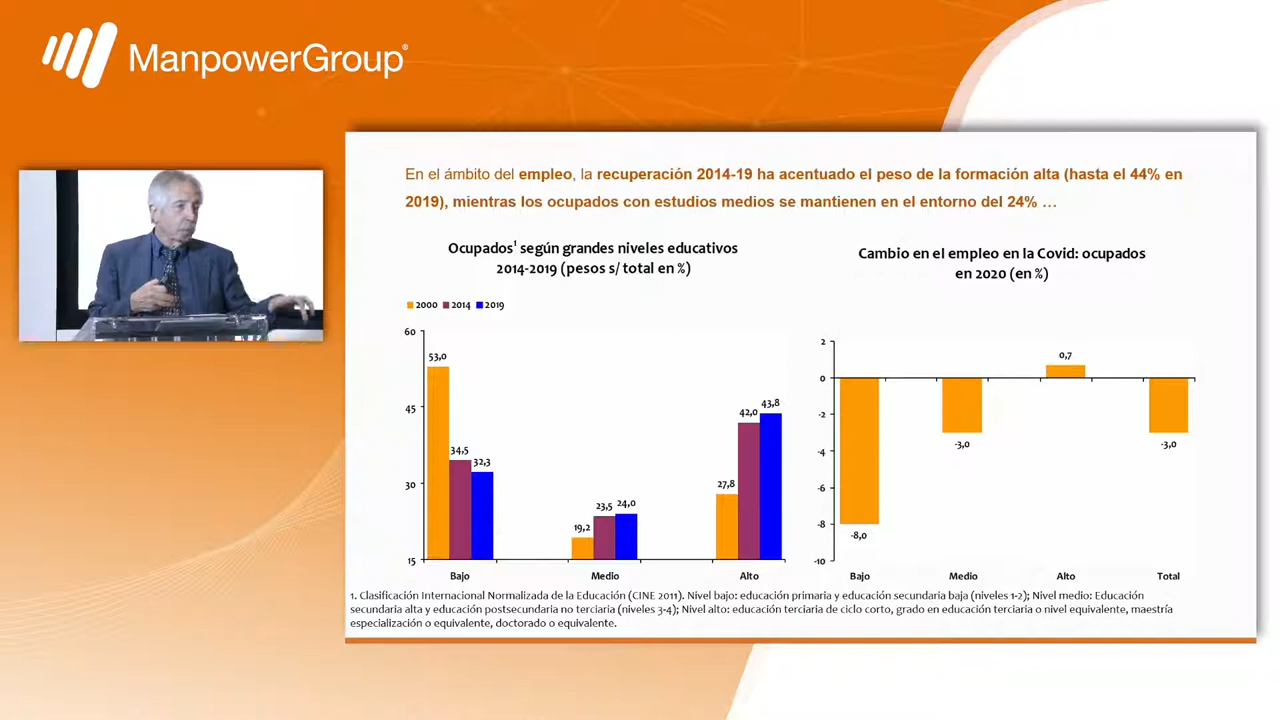 ManpowerGroup®
En el ámbito del empleo, la recuperación 2014-19 ha acentuado el peso de la formación alta (hasta el 44% en
2019), mientras los ocupados con estudios medios se mantienen en el entorno del 24% …
Ocupados¹ según grandes niveles educativos
2014-2019 (pesos s/ total en %)
2000 2014 2019
60
45
30
15
53,0
34,5
32,3
19,2
23,5
24,0
27,8
42,0
43,8
Bajo Medio Alto
Cambio en el empleo en la Covid: ocupados
en 2020 (en %)
2
0
-2
-4
-6
-8
-10
-8,0
-3,0
0,7
-3,0
Bajo Medio Alto Total
1. Clasificación Internacional Normalizada de la Educación (CINE 2011). Nivel bajo: educación primaria y educación secundaria baja (niveles 1-2); Nivel medio: Educación
secundaria alta y educación postsecundaria no terciaria (niveles 3-4); Nivel alto: educación terciaria de ciclo corto, grado en educación terciaria o nivel equivalente, maestría
especialización o equivalente, doctorado o equivalente.